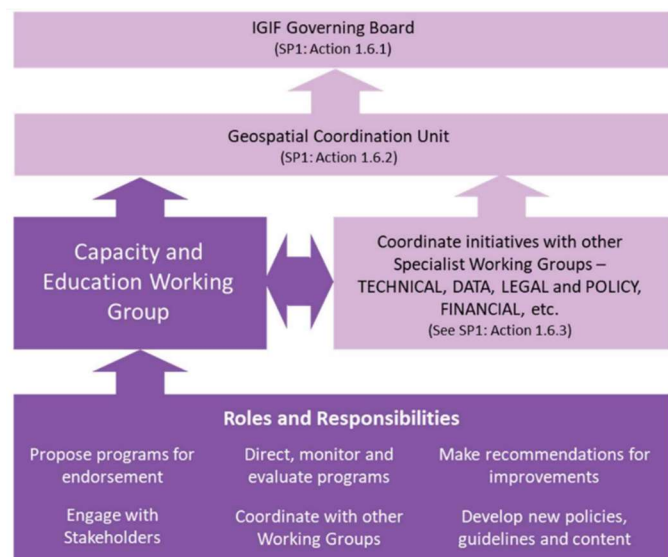 IGIF Governing Board
(SP1: Action 1.6.1)
Geospatial Coordination Unit
(SP1: Action 1.6.2)
Capacity and
Education Working
Group
Coordinate initiatives with other
Specialist Working Groups –
TECHNICAL, DATA, LEGAL and POLICY,
FINANCIAL, etc.
(See SP1: Action 1.6.3)
Roles and Responsibilities
Propose programs for
endorsement
Direct, monitor and
evaluate programs
Make recommendations for
improvements
Engage with
Stakeholders
Coordinate with other
Working Groups
Develop new policies,
guidelines and content